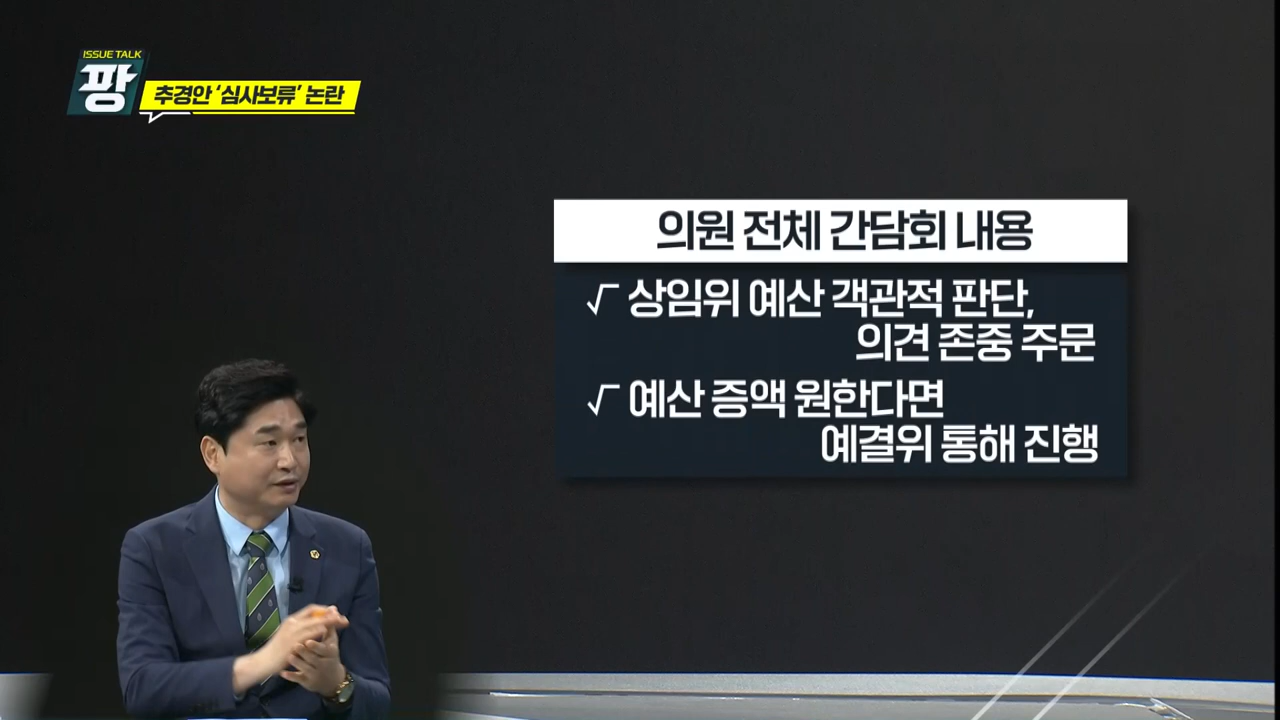 ISSUE TALK
팡
추경안 ‘심사보류’ 논란
의원 전체 간담회 내용
√ 상임위 예산 객관적 판단,
의견 존중 주문
√ 예산 증액 원한다면
예결위 통해 진행